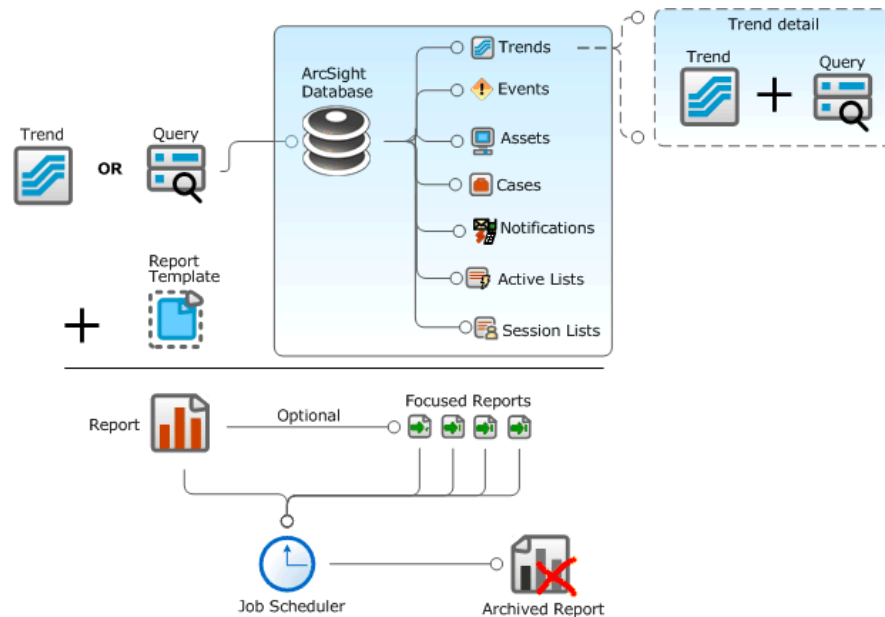 Trend detail
Trend
Query
ArcSight
Database
Trends
Events
Assets
Cases
Notifications
Active Lists
Session Lists
Trend
OR
Query
Report
Template
Report
Optional
Focused Reports
Job Scheduler
Archived Report